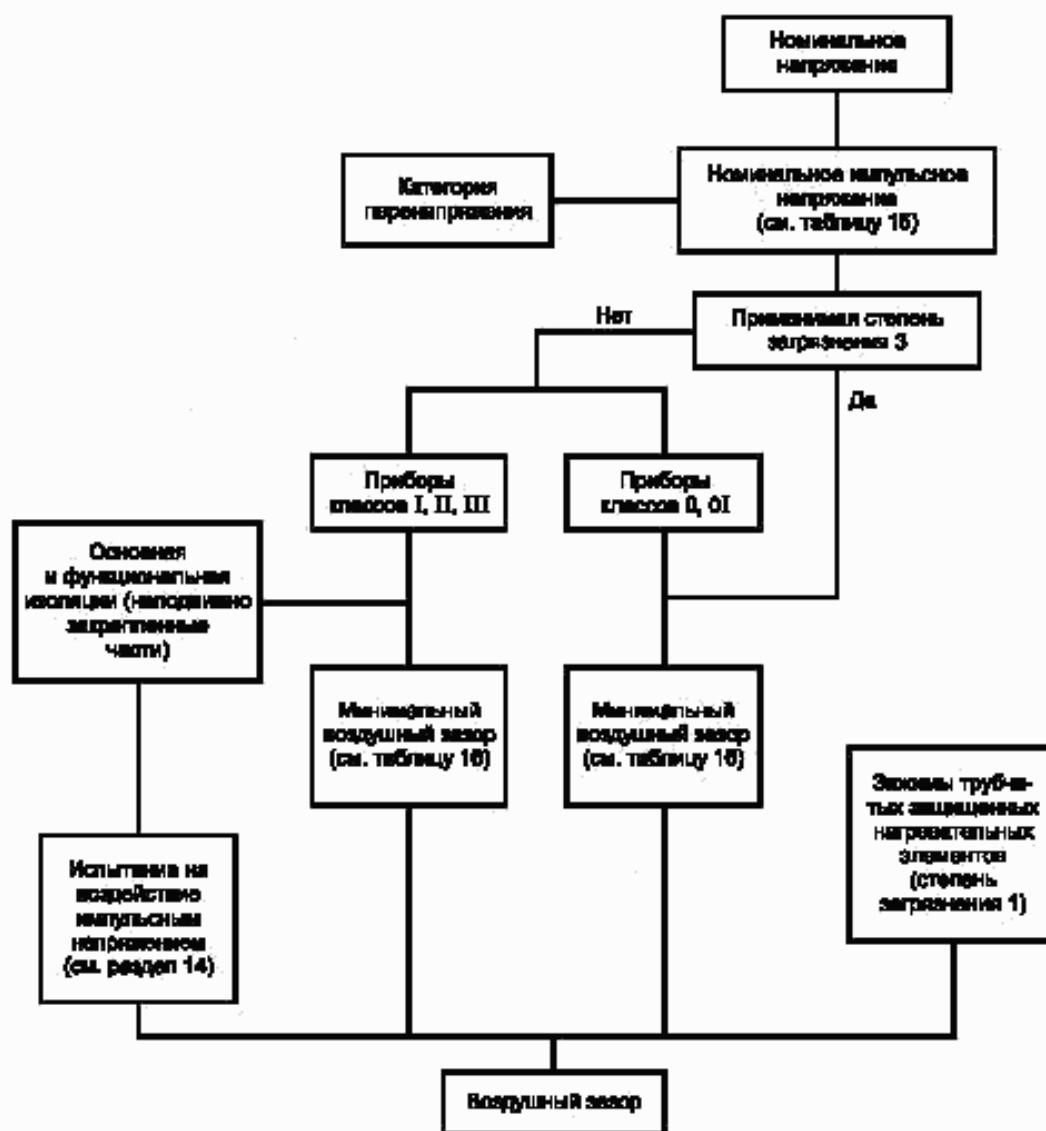 Номинальное
напряжение
Категория
перенапряжения
Номинальное импульсное
напряжение
(см. таблицу 15)
Нет
Применимая степень
загрязнения 3
Да
Приборы
классов I, II, III
Приборы
классов 0, 0I
Основная
и функциональная
изоляции (неподвижно
закрепленные
части)
Минимальный
воздушный зазор
(см. таблицу 16)
Минимальный
воздушный зазор
(см. таблицу 16)
Зажимы трубча-
тых защищенных
нагревательных
элементов
(степень
загрязнения 1)
Испытание на
воздействие
импульсным
напряжением
(см. раздел 14)
Воздушный зазор